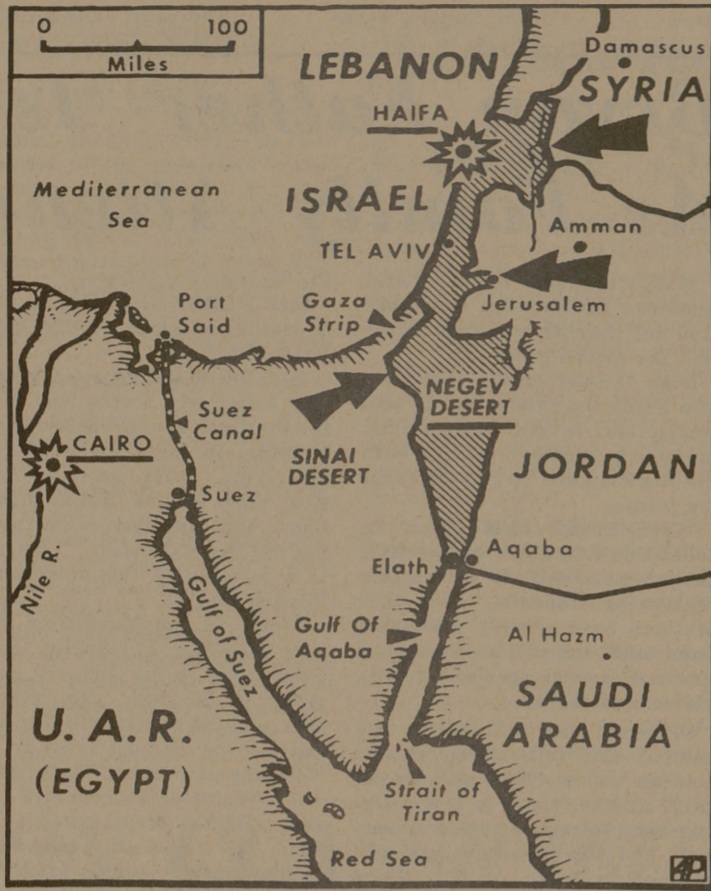 0 100
Miles
LEBANON
Damascus
SYRIA
HAIFA
Mediterranean
Sea
ISRAEL
TEL AVIV
Amman
Jerusalem
Port
Said
Gaza
Strip
NEGEV
DESERT
Suez
Canal
CAIRO
SINAI
DESERT
JORDAN
Suez
Elath
Aqaba
Nile R.
Gulf of Suez
Gulf Of
Aqaba
Al Hazm
SAUDI
ARABIA
U. A. R.
(EGYPT)
Strait of
Tiran
Red Sea
AP